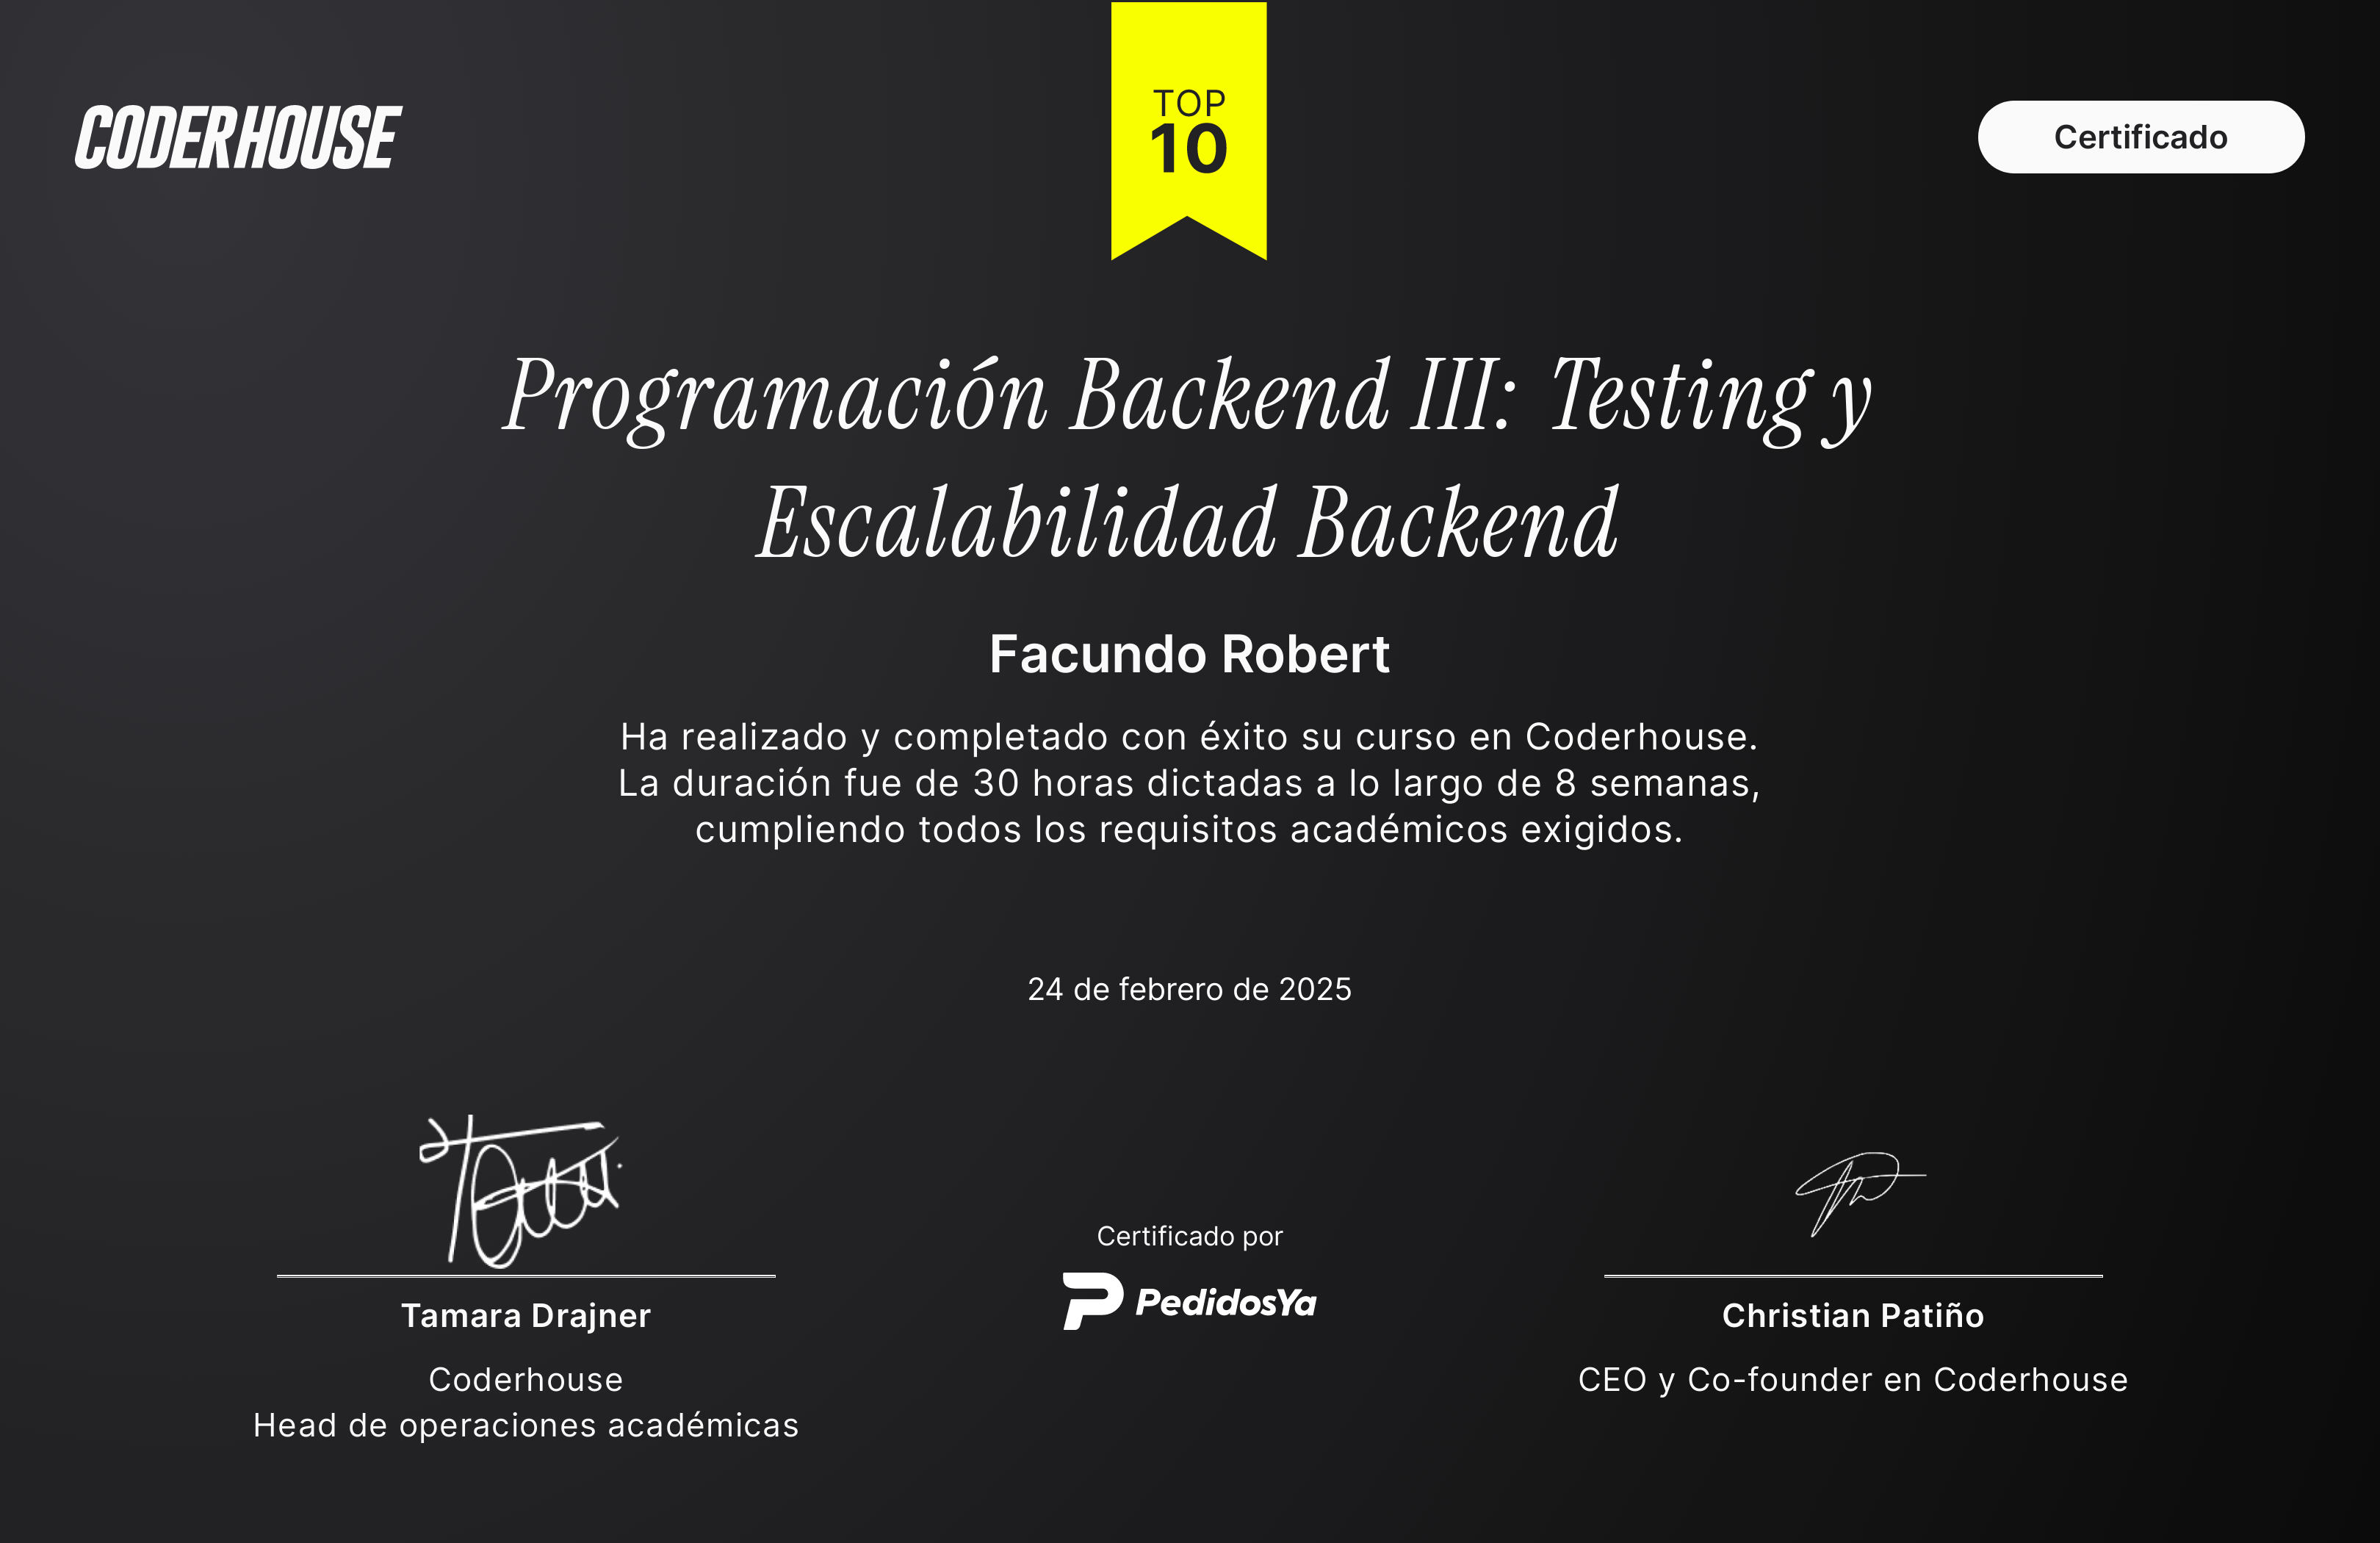 CODERHOUSE
TOP
10
Certificado
Programación Backend III: Testing y
Escalabilidad Backend
Facundo Robert
Ha realizado y completado con éxito su curso en Coderhouse.
La duración fue de 30 horas dictadas a lo largo de 8 semanas,
cumpliendo todos los requisitos académicos exigidos.
24 de febrero de 2025
Tamara Drajner
Coderhouse
Head de operaciones académicas
Certificado por
PedidosYa
Christian Patiño
CEO y Co-founder en Coderhouse